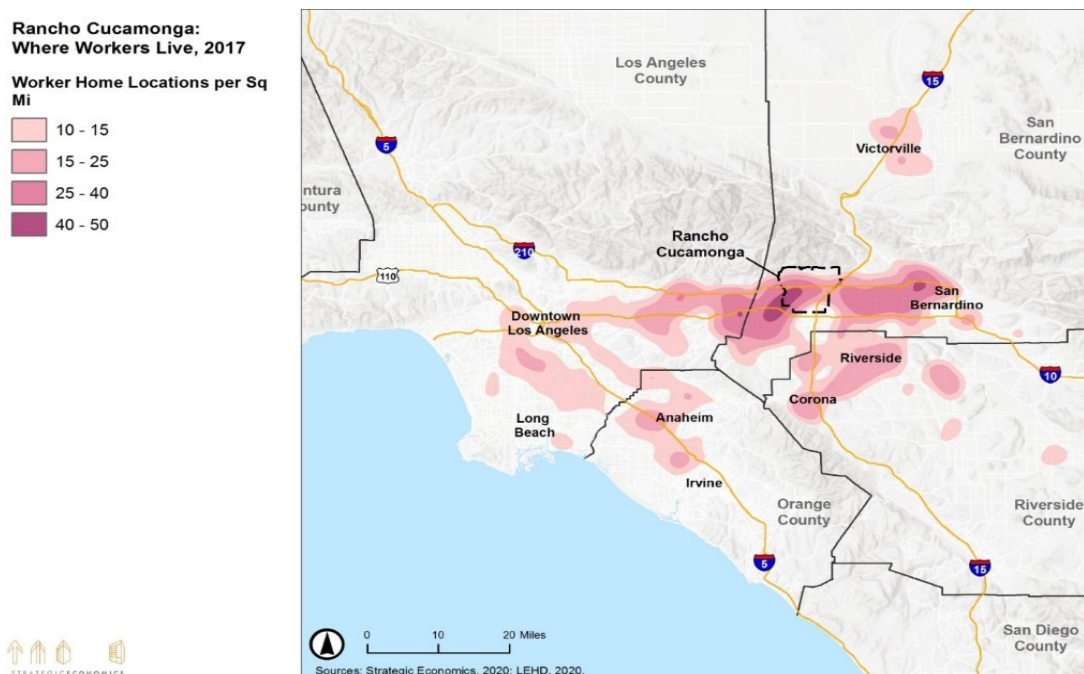 Rancho Cucamonga:
Where Workers Live, 2017
Worker Home Locations per Sq
Mi
10 - 15
15 - 25
25 - 40
40 - 50
Los Angeles
County
15
San
Bernardino
County
Victorville
5
ntura
ounty
210
110
Rancho
Cucamonga
San
Bernardino
Downtown
Los Angeles
Riverside
10
Corona
Long
Beach
Anaheim
Irvine
Orange
County
Riverside
County
5
15
San Diego
County
0 10 20 Miles
Sources: Strategic Economics, 2020; LEHD, 2020.
STRATEGICECONOMICS